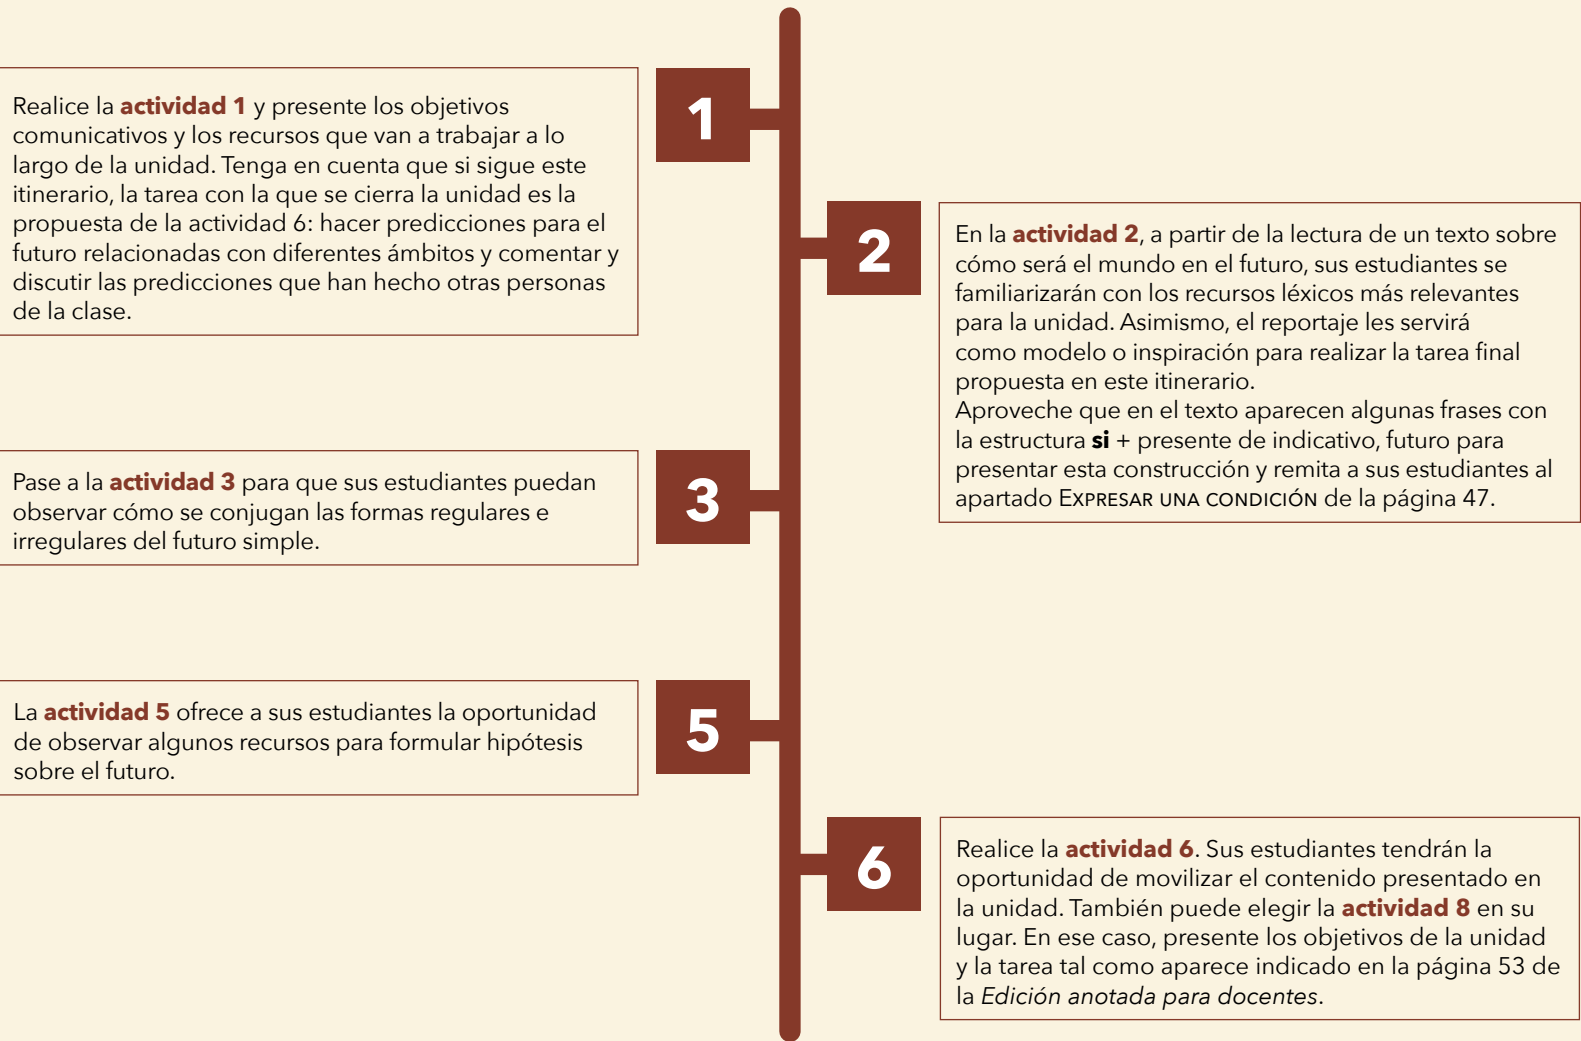 1
Realice la actividad 1 y presente los objetivos
comunicativos y los recursos que van a trabajar a lo
largo de la unidad. Tenga en cuenta que si sigue este
itinerario, la tarea con la que se cierra la unidad es la
propuesta de la actividad 6: hacer predicciones para el
futuro relacionadas con diferentes ámbitos y comentar y
discutir las predicciones que han hecho otras personas
de la clase.
2
En la actividad 2, a partir de la lectura de un texto sobre
cómo será el mundo en el futuro, sus estudiantes se
familiarizarán con los recursos léxicos más relevantes
para la unidad. Asimismo, el reportaje les servirá
como modelo o inspiración para realizar la tarea final
propuesta en este itinerario.
Aproveche que en el texto aparecen algunas frases con
la estructura si + presente de indicativo, futuro para
presentar esta construcción y remita a sus estudiantes al
apartado EXPRESAR UNA CONDICIÓN de la página 47.
3
Pase a la actividad 3 para que sus estudiantes puedan
observar cómo se conjugan las formas regulares e
irregulares del futuro simple.
5
La actividad 5 ofrece a sus estudiantes la oportunidad
de observar algunos recursos para formular hipótesis
sobre el futuro.
6
Realice la actividad 6. Sus estudiantes tendrán la
oportunidad de movilizar el contenido presentado en
la unidad. También puede elegir la actividad 8 en su
lugar. En ese caso, presente los objetivos de la unidad
y la tarea tal como aparece indicado en la página 53 de
la Edición anotada para docentes.